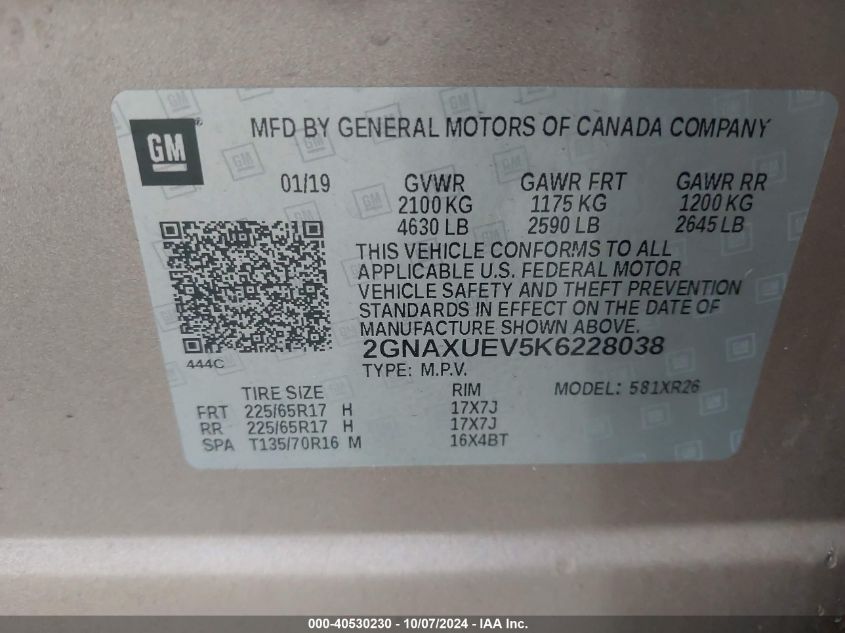 GM ® MFD BY GENERAL MOTORS OF CANADA COMPANY
01/19 GVWR GAWR FRT GAWR RR
2100 KG 1175 KG 1200 KG
4630 LB 2590 LB 2645 LB
THIS VEHICLE CONFORMS TO ALL
APPLICABLE U.S. FEDERAL MOTOR
VEHICLE SAFETY AND THEFT PREVENTION
STANDARDS IN EFFECT ON THE DATE OF
MANUFACTURE SHOWN ABOVE.
444C 2GNAXUEV5K6228038
TYPE: M.P.V.
TIRE SIZE RIM MODEL: 581XR26
FRT 225/65R17 H 17X7J
RR 225/65R17 H 17X7J
SPA T135/70R16 M 16X4BT
000-40530230 - 10/07/2024 - IAA Inc.